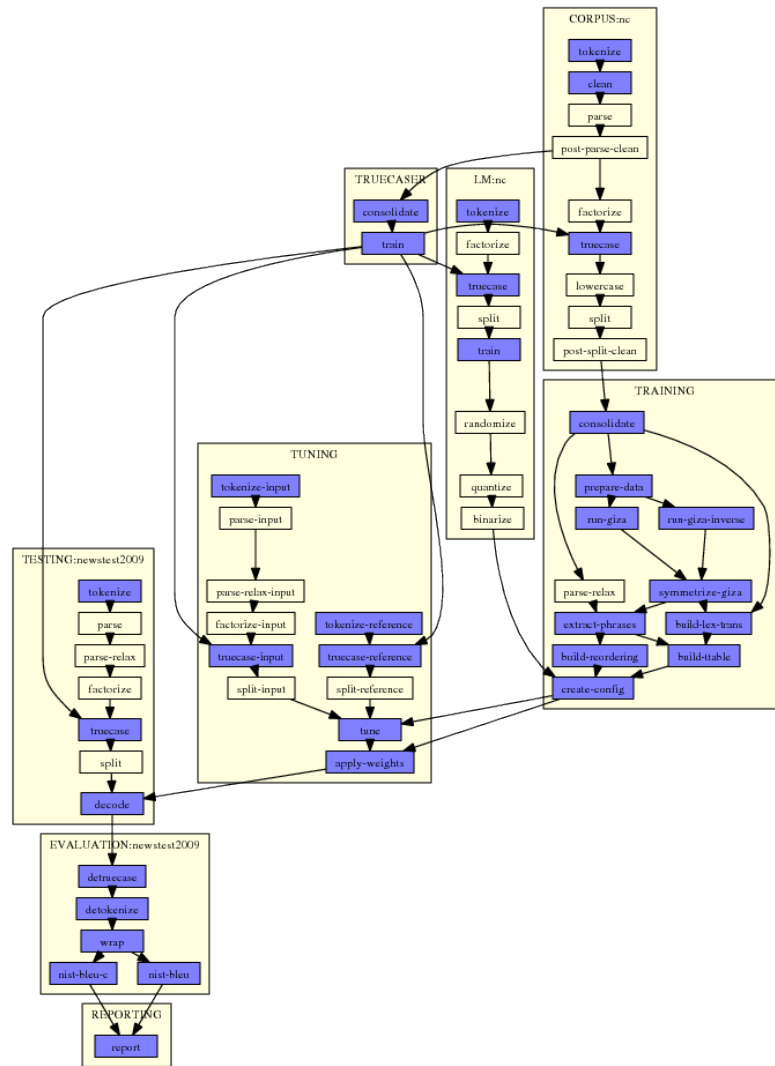 CORPUS:nc
tokenize
clean
parse
post-parse-clean
factorize
truecase
lowercase
split
post-split-clean
TRUECASER
consolidate
train
LM:nc
tokenize
factorize
truecase
split
train
randomize
quantize
binarize
TRAINING
consolidate
prepare-data
run-giza
run-giza-inverse
parse-relax
symmetrize-giza
extract-phrases
build-lex-trans
build-reordering
build-ttable
create-config
TUNING
tokenize-input
parse-input
parse-relax-input
factorize-input
tokenize-reference
truecase-input
truecase-reference
split-input
split-reference
tune
apply-weights
TESTING:newstest2009
tokenize
parse
parse-relax
factorize
truecase
split
decode
EVALUATION:newstest2009
detruecase
detokenize
wrap
nist-bleu-c
nist-bleu
REPORTING
report